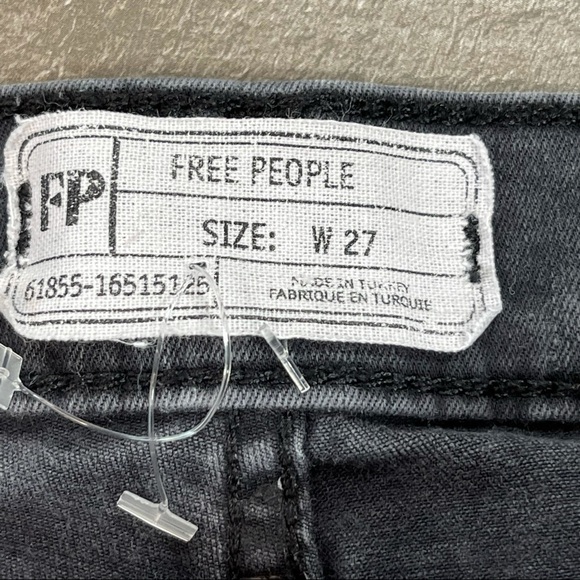 FP
FREE PEOPLE
SIZE: W 27
61855-16515125
MADE IN TURKEY
FABRIQUE EN TURQUIE